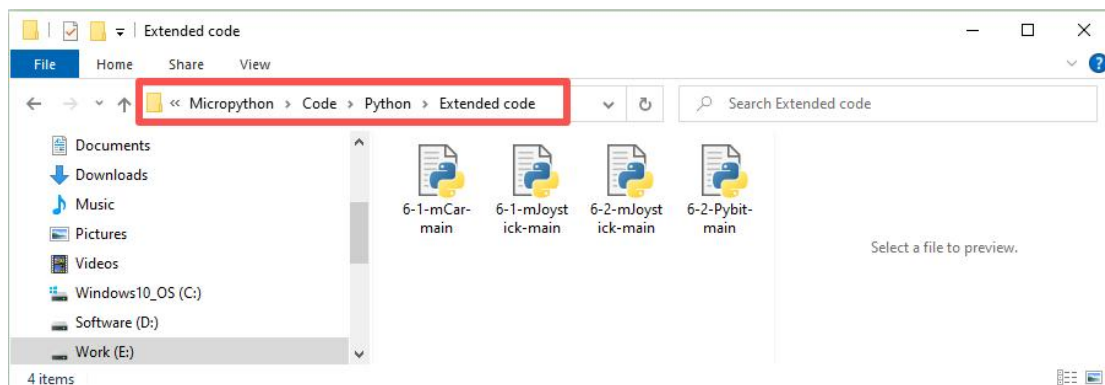 Extended code
File Home Share View
« Micropython > Code > Python > Extended code
Search Extended code
Documents
Downloads
Music
Pictures
Videos
Windows10_OS (C:)
Software (D:)
Work (E:)
6-1-mCar-
main
6-1-mJoyst
ick-main
6-2-mJoyst
ick-main
6-2-Pybit-
main
Select a file to preview.
4 items